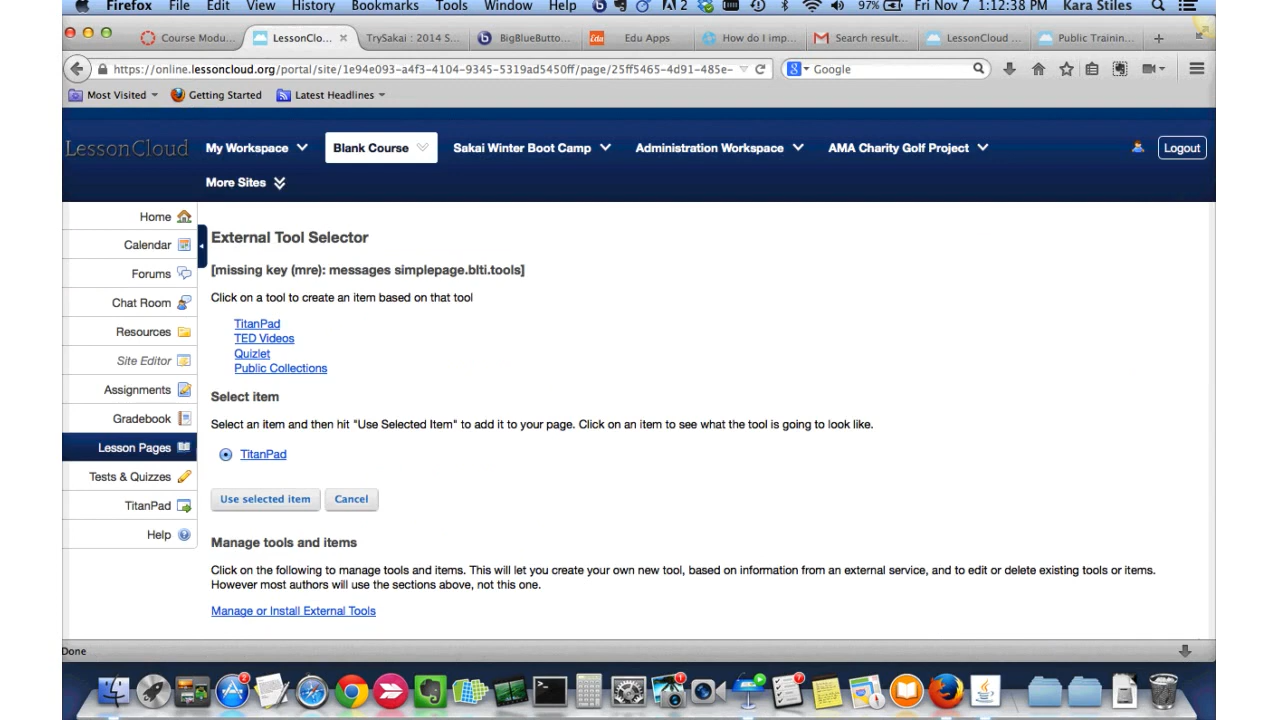 Firefox File Edit View History Bookmarks Tools Window Help 2 97% Fri Nov 7 1:12:38 PM Kara Stiles
Course Modu... LessonClo... TrySakai : 2014 S... BigBlueButto... Edu Apps How do I imp... Search result... LessonCloud ... Public Trainin...
https://online.lessoncloud.org/portal/site/1e94e093-a4f3-4104-9345-5319ad5450ff/page/25ff5465-4d91-485e- Google
Most Visited Getting Started Latest Headlines
LessonCloud My Workspace Blank Course Sakai Winter Boot Camp Administration Workspace AMA Charity Golf Project Logout
More Sites
Home
Calendar
Forums
Chat Room
Resources
Site Editor
Assignments
Gradebook
Lesson Pages
Tests & Quizzes
TitanPad
Help
External Tool Selector
[missing key (mre): messages simplepage.blti.tools]
Click on a tool to create an item based on that tool
TitanPad
TED Videos
Quizlet
Public Collections
Select item
Select an item and then hit "Use Selected Item" to add it to your page. Click on an item to see what the tool is going to look like.
TitanPad
Use selected item Cancel
Manage tools and items
Click on the following to manage tools and items. This will let you create your own new tool, based on information from an external service, and to edit or delete existing tools or items.
However most authors will use the sections above, not this one.
Manage or Install External Tools
Done